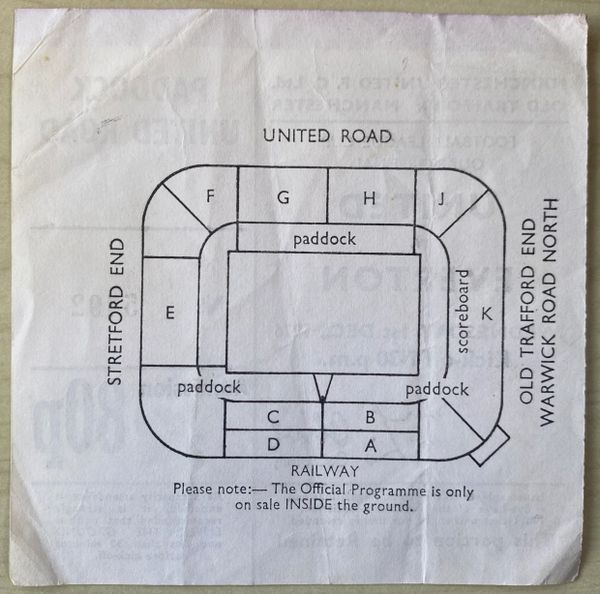 UNITED ROAD
F
G
H
J
paddock
STRETFORD END
E
scoreboard
K
OLD TRAFFORD END
WARWICK ROAD NORTH
paddock
paddock
C
B
D
A
RAILWAY
Please note:— The Official Programme is only
on sale INSIDE the ground.